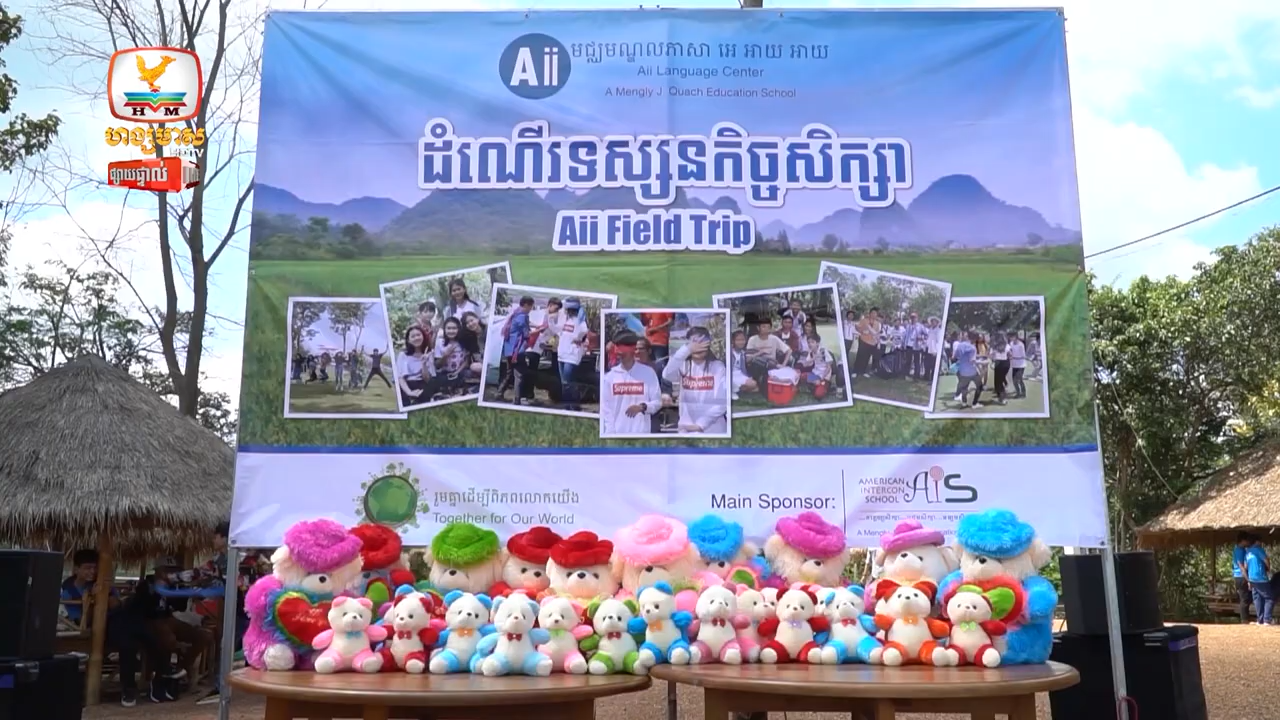 Aii
មជ្ឈមណ្ឌលភាសា អេ អាយ អាយ
Aii Language Center
A Mengly J. Quach Education School
HM
ហង្សមាស
HDTV
ផ្សាយផ្ទាល់
ដំណើរទស្សនកិច្ចសិក្សា
Aii Field Trip
Supreme
Supreme
រួមគ្នាដើម្បីពិភពលោកយើង
Together for Our World
Main Sponsor:
AMERICAN
INTERCON
SCHOOL
AiS